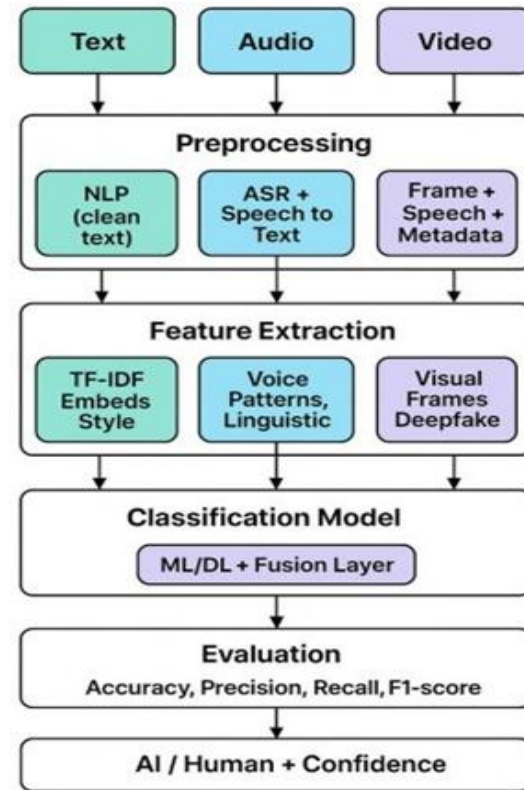 Text
Audio
Video
Preprocessing
NLP
(clean
text)
ASR +
Speech to
Text
Frame +
Speech +
Metadata
Feature Extraction
TF-IDF
Embeds
Style
Voice
Patterns,
Linguistic
Visual
Frames
Deepfake
Classification Model
ML/DL + Fusion Layer
Evaluation
Accuracy, Precision, Recall, F1-score
AI / Human + Confidence